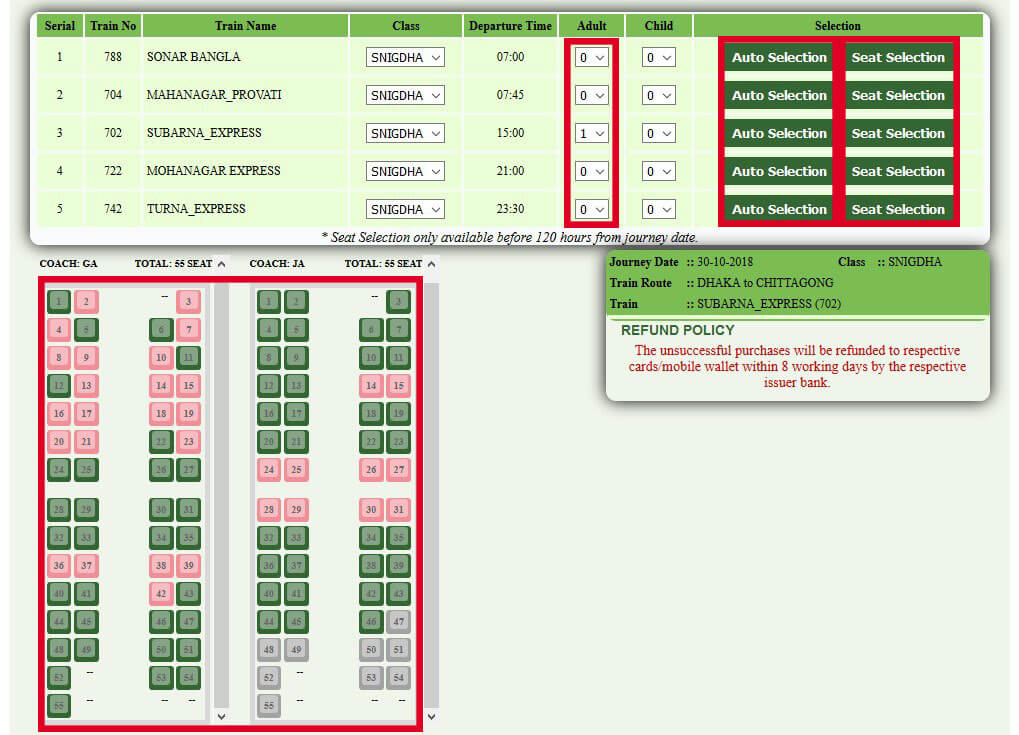 Serial Train No Train Name Class Departure Time Adult Child Selection
1 788 SONAR BANGLA SNIGDHA 07:00 0 0 Auto Selection Seat Selection
2 704 MAHANAGAR_PROVATI SNIGDHA 07:45 0 0 Auto Selection Seat Selection
3 702 SUBARNA_EXPRESS SNIGDHA 15:00 1 0 Auto Selection Seat Selection
4 722 MOHANAGAR EXPRESS SNIGDHA 21:00 0 0 Auto Selection Seat Selection
5 742 TURNA_EXPRESS SNIGDHA 23:30 0 0 Auto Selection Seat Selection
* Seat Selection only available before 120 hours from journey date.
COACH: GA TOTAL: 55 SEAT
1 2 -- 3
4 5 6 7
8 9 10 11
12 13 14 15
16 17 18 19
20 21 22 23
24 25 26 27
28 29 30 31
32 33 34 35
36 37 38 39
40 41 42 43
44 45 46 47
48 49 50 51
52 -- 53 54
55 -- -- --
COACH: JA TOTAL: 55 SEAT
1 2 -- 3
4 5 6 7
8 9 10 11
12 13 14 15
16 17 18 19
20 21 22 23
24 25 26 27
28 29 30 31
32 33 34 35
36 37 38 39
40 41 42 43
44 45 46 47
48 49 50 51
52 -- 53 54
55 -- -- --
Journey Date :: 30-10-2018 Class :: SNIGDHA
Train Route :: DHAKA to CHITTAGONG
Train :: SUBARNA_EXPRESS (702)
REFUND POLICY
The unsuccessful purchases will be refunded to respective
cards/mobile wallet within 8 working days by the respective
issuer bank.